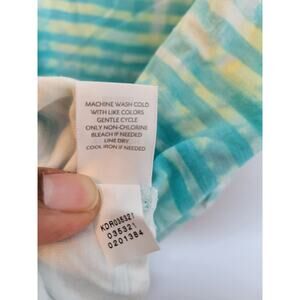 MACHINE WASH COLD
WITH LIKE COLORS
GENTLE CYCLE
ONLY NON-CHLORINE
BLEACH IF NEEDED
LINE DRY
COOL IRON IF NEEDED
KDR035321
035321
0201384